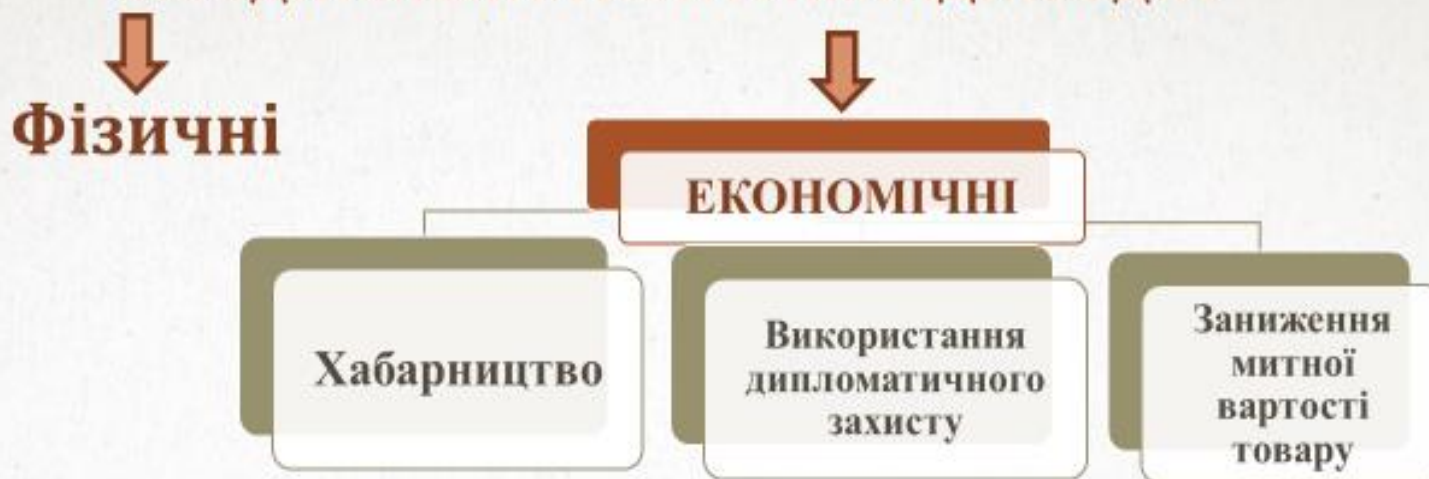 Фізичні
ЕКОНОМІЧНІ
Хабарництво
Використання
дипломатичного
захисту
Заниження
митної
вартості
товару